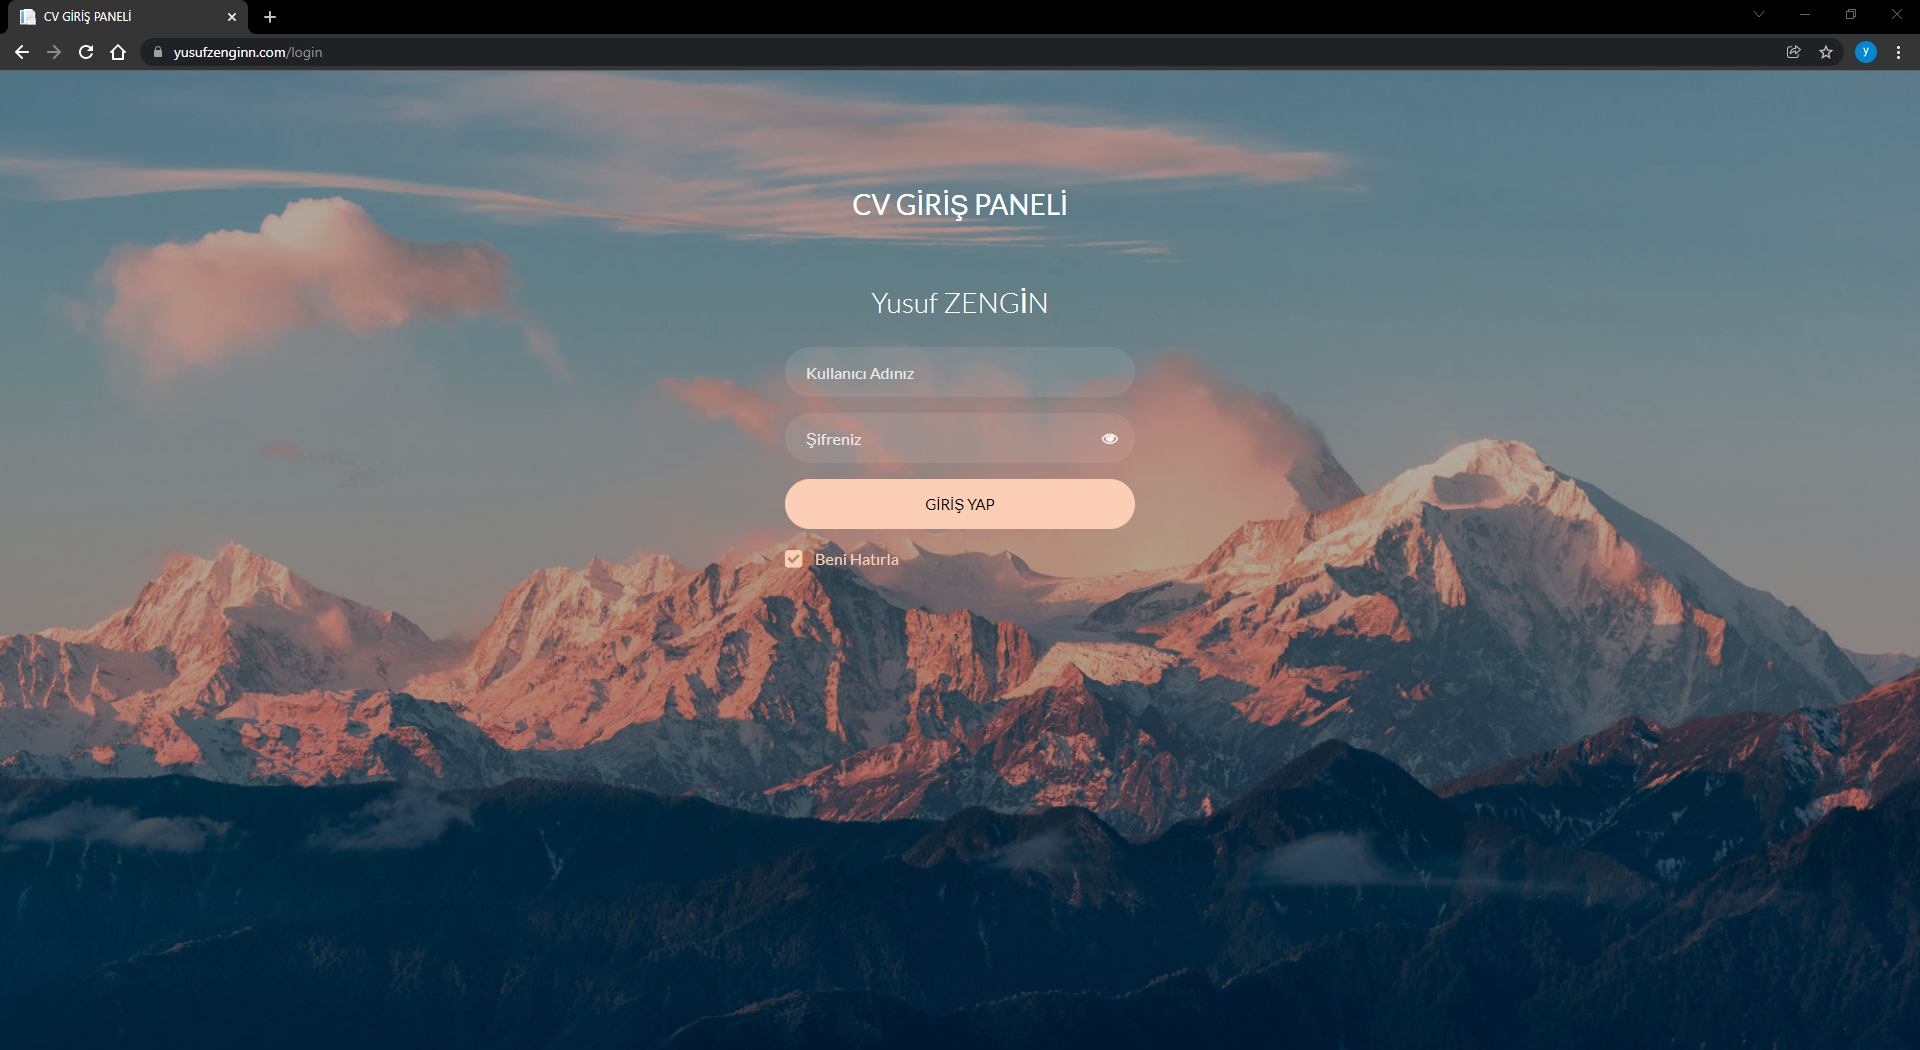 CV GİRİŞ PANELİ
yusufzenginn.com/login
y
CV GİRİŞ PANELİ
Yusuf ZENGİN
Kullanıcı Adınız
Şifreniz
GİRİŞ YAP
Beni Hatırla